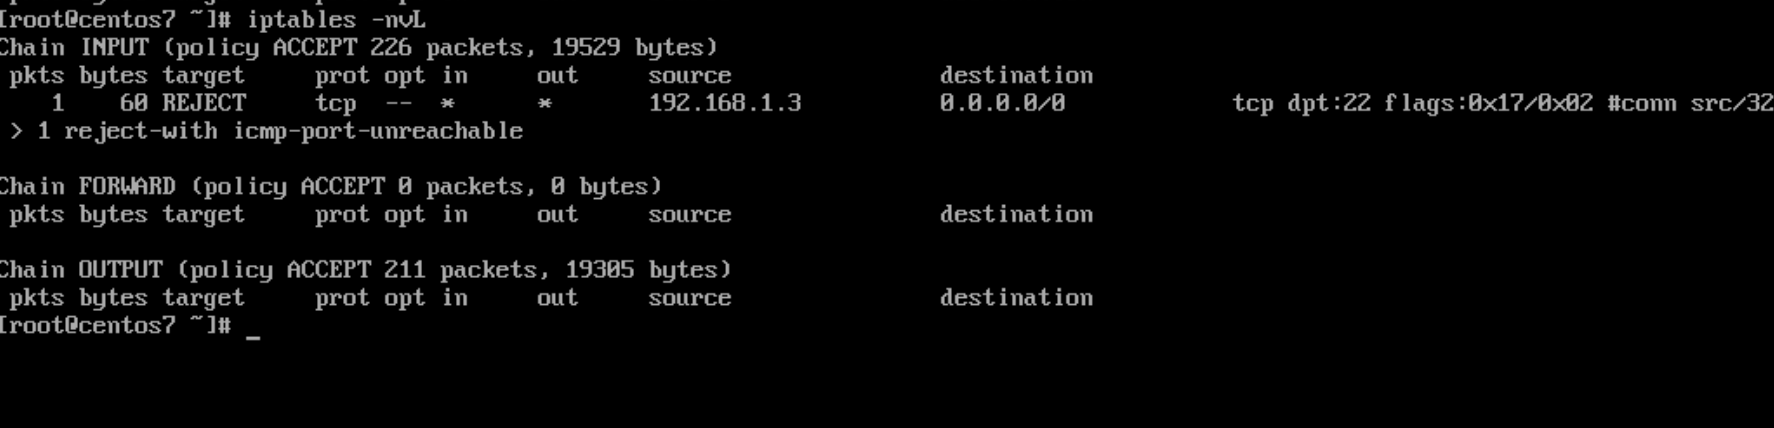 [root@centos7 ~]# iptables -nvL
Chain INPUT (policy ACCEPT 226 packets, 19529 bytes)
 pkts bytes target     prot opt in     out     source               destination
    1    60 REJECT     tcp  --  *      *       192.168.1.3          0.0.0.0/0            tcp dpt:22 flags:0x17/0x02 #conn src/32
 > 1 reject-with icmp-port-unreachable

Chain FORWARD (policy ACCEPT 0 packets, 0 bytes)
 pkts bytes target     prot opt in     out     source               destination

Chain OUTPUT (policy ACCEPT 211 packets, 19305 bytes)
 pkts bytes target     prot opt in     out     source               destination
[root@centos7 ~]# _